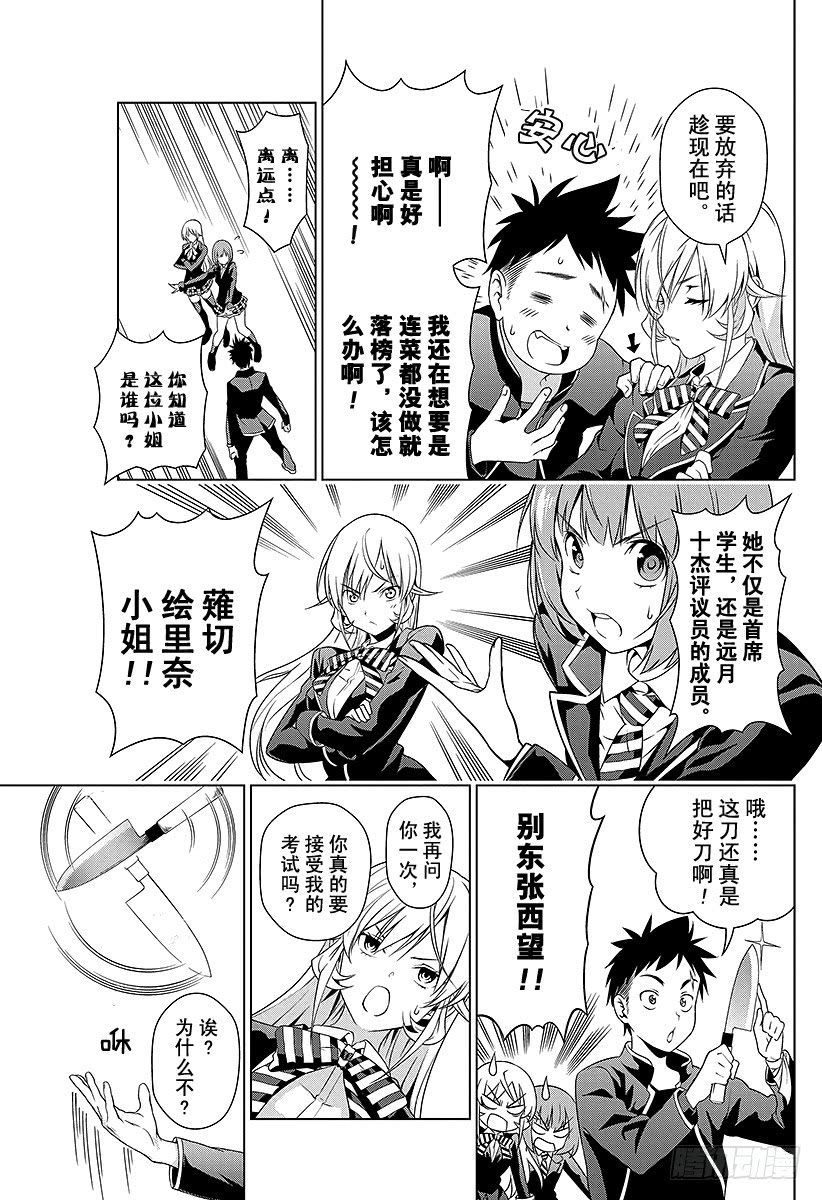 要放弃的话
趁现在吧。
安心
啊——
真是好
担心啊
~~~~~!
我还在想要是
连菜都没做就
落榜了，该怎
么办啊！
离……
离远点！
你知道
这位小姐
是谁吗？
她不仅是首席
学生，还是远月
十杰评议员的成员。
薙切
绘里奈
小姐!!
哦……
这刀还真是
把好刀啊！
别东张西望!!
我再问
你一次，
你真的要
接受我的
考试吗？
诶？
为什么不？
咻
腾讯动漫